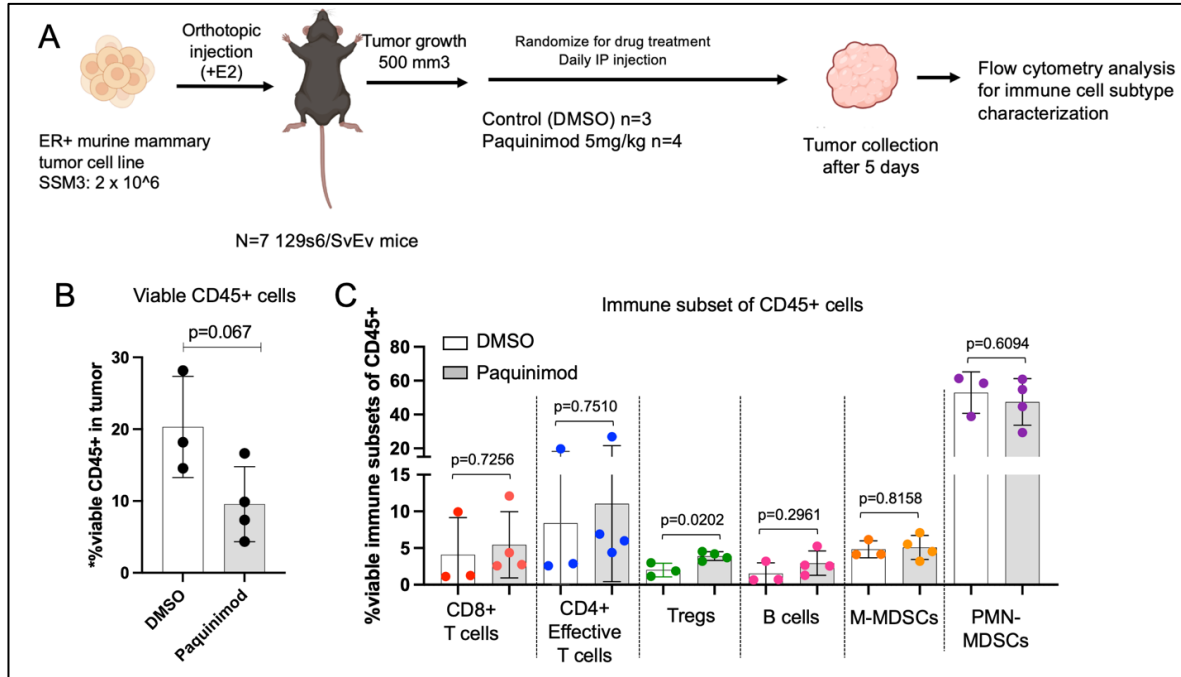 A
Orthotopic
injection
(+E2)
Tumor growth
500 mm3
Randomize for drug treatment
Daily IP injection
Control (DMSO) n=3
Paquinimod 5mg/kg n=4
Flow cytometry analysis
for immune cell subtype
characterization
Tumor collection
after 5 days
ER+ murine mammary
tumor cell line
SSM3: 2 x 10^6
N=7 129s6/SvEv mice
B
Viable CD45+ cells
p=0.067
*%viable CD45+ in tumor
30
20
10
0
DMSO
Paquinimod
C
Immune subset of CD45+ cells
DMSO
Paquinimod
%viable immune subsets of CD45+
80
60
40
20
15
10
5
0
p=0.7256
p=0.7510
p=0.0202
p=0.2961
p=0.8158
p=0.6094
CD8+
T cells
CD4+
Effective
T cells
Tregs
B cells
M-MDSCs
PMN-
MDSCs